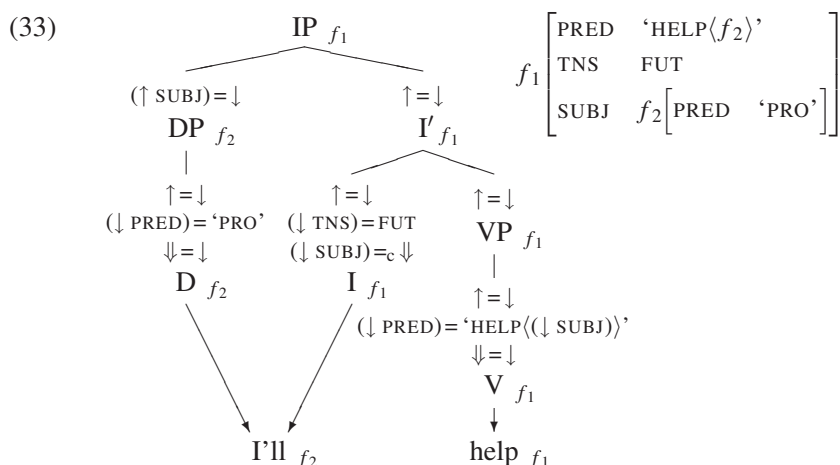 (33)
IP f1
f1 [PRED ‘HELP⟨f2⟩’
TNS FUT
SUBJ f2[PRED ‘PRO’]]
(↑ SUBJ)=↓ ↑=↓
DP f2 I′ f1
↑=↓ ↑=↓ ↑=↓
(↓ PRED)=‘PRO’ (↓ TNS)=FUT VP f1
⇓=↓ (↓ SUBJ)=c ⇓
D f2 I f1
↑=↓
(↓ PRED)=‘HELP⟨(↓ SUBJ)⟩’
⇓=↓
V f1
I'll f2 help f1